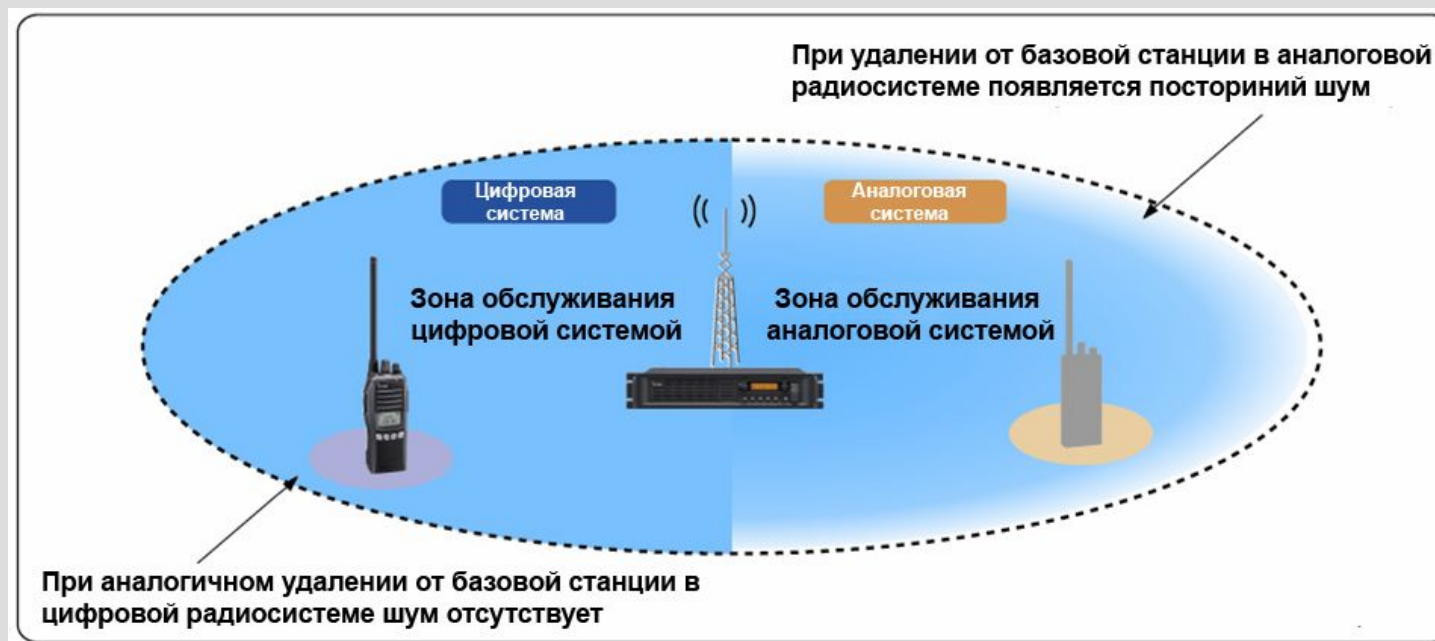 При удалении от базовой станции в аналоговой
радиосистеме появляется посториний шум
Цифровая
система
Аналоговая
система
Зона обслуживания
цифровой системой
Зона обслуживания
аналоговой системой
При аналогичном удалении от базовой станции в
цифровой радиосистеме шум отсутствует